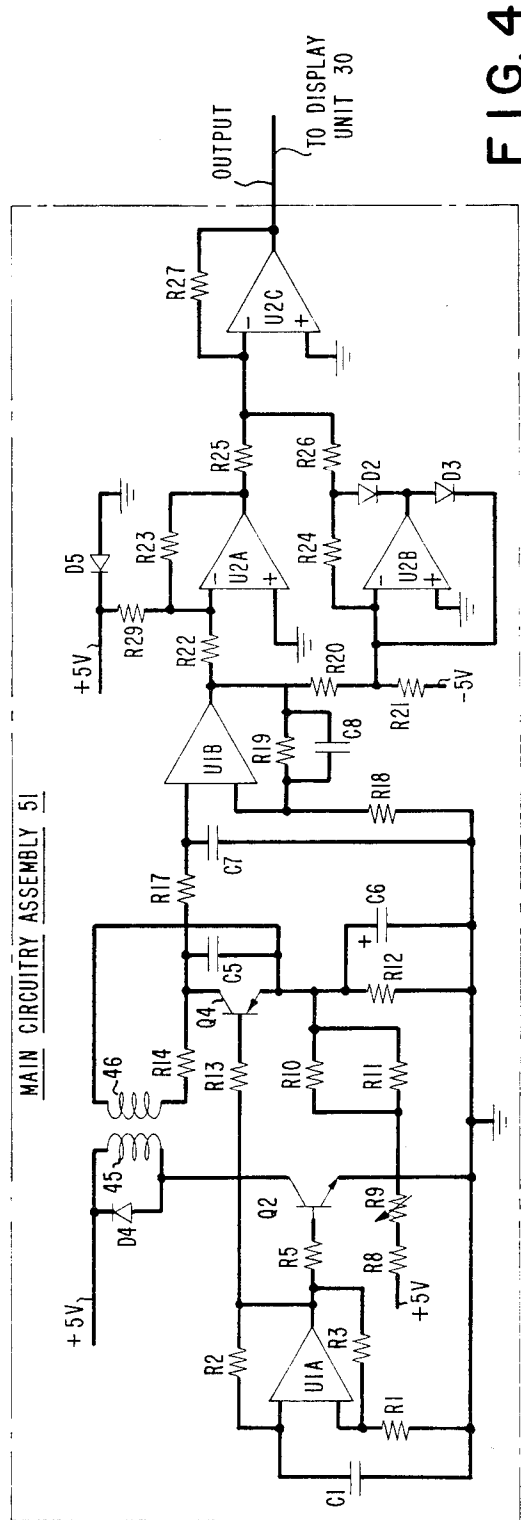 MAIN CIRCUITRY ASSEMBLY 51
+5V
45
46
D4
R14
Q4
C5
R17
C7
U1B
+5V
D5
R29
R23
R22
-
U2A
+
R25
R27
-
U2C
+
OUTPUT
TO DISPLAY
UNIT 30
R2
R13
Q2
R5
U1A
R3
R1
C1
+5V
R8
R9
R10
R11
+
C6
R12
R18
R19
C8
R20
R21
-5V
R24
R26
-
U2B
+
D2
D3
FIG. 4